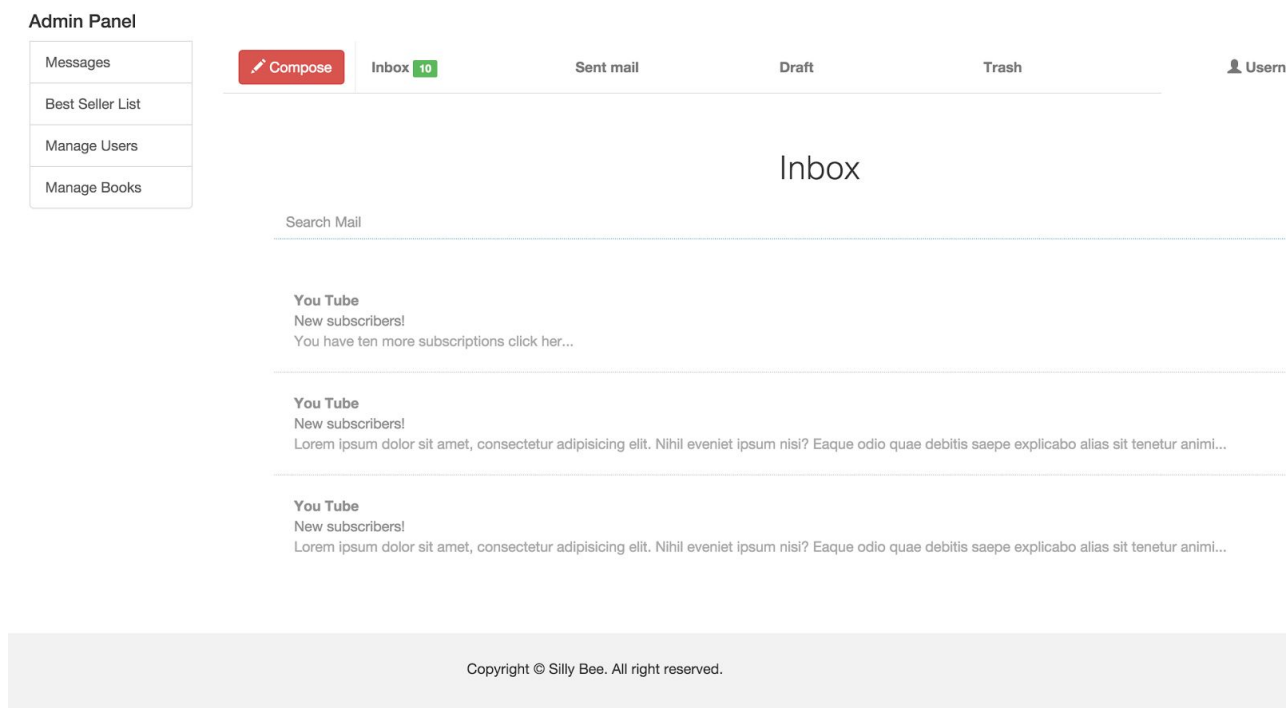 Admin Panel
Messages
Best Seller List
Manage Users
Manage Books
Compose Inbox 10 Sent mail Draft Trash Usern
Inbox
Search Mail
You Tube
New subscribers!
You have ten more subscriptions click her...
You Tube
New subscribers!
Lorem ipsum dolor sit amet, consectetur adipisicing elit. Nihil eveniet ipsum nisi? Eaque odio quae debitis saepe explicabo alias sit tenetur animi...
You Tube
New subscribers!
Lorem ipsum dolor sit amet, consectetur adipisicing elit. Nihil eveniet ipsum nisi? Eaque odio quae debitis saepe explicabo alias sit tenetur animi...
Copyright © Silly Bee. All right reserved.